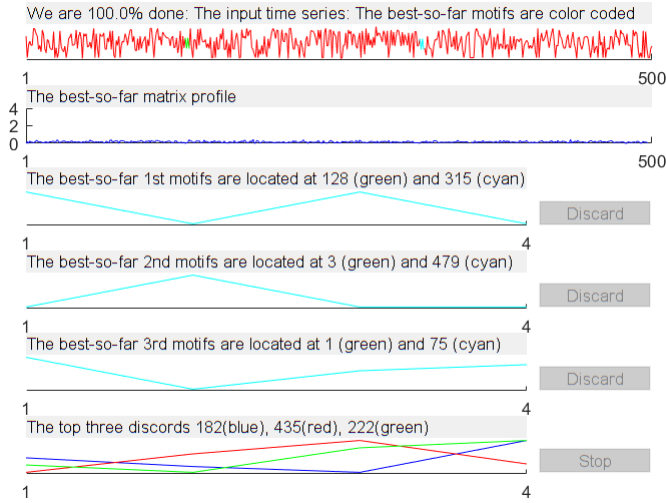 We are 100.0% done: The input time series: The best-so-far motifs are color coded
1 500
The best-so-far matrix profile
4
2
0
1 500
The best-so-far 1st motifs are located at 128 (green) and 315 (cyan)
Discard
1 4
The best-so-far 2nd motifs are located at 3 (green) and 479 (cyan)
Discard
1 4
The best-so-far 3rd motifs are located at 1 (green) and 75 (cyan)
Discard
1 4
The top three discords 182(blue), 435(red), 222(green)
Stop
1 4